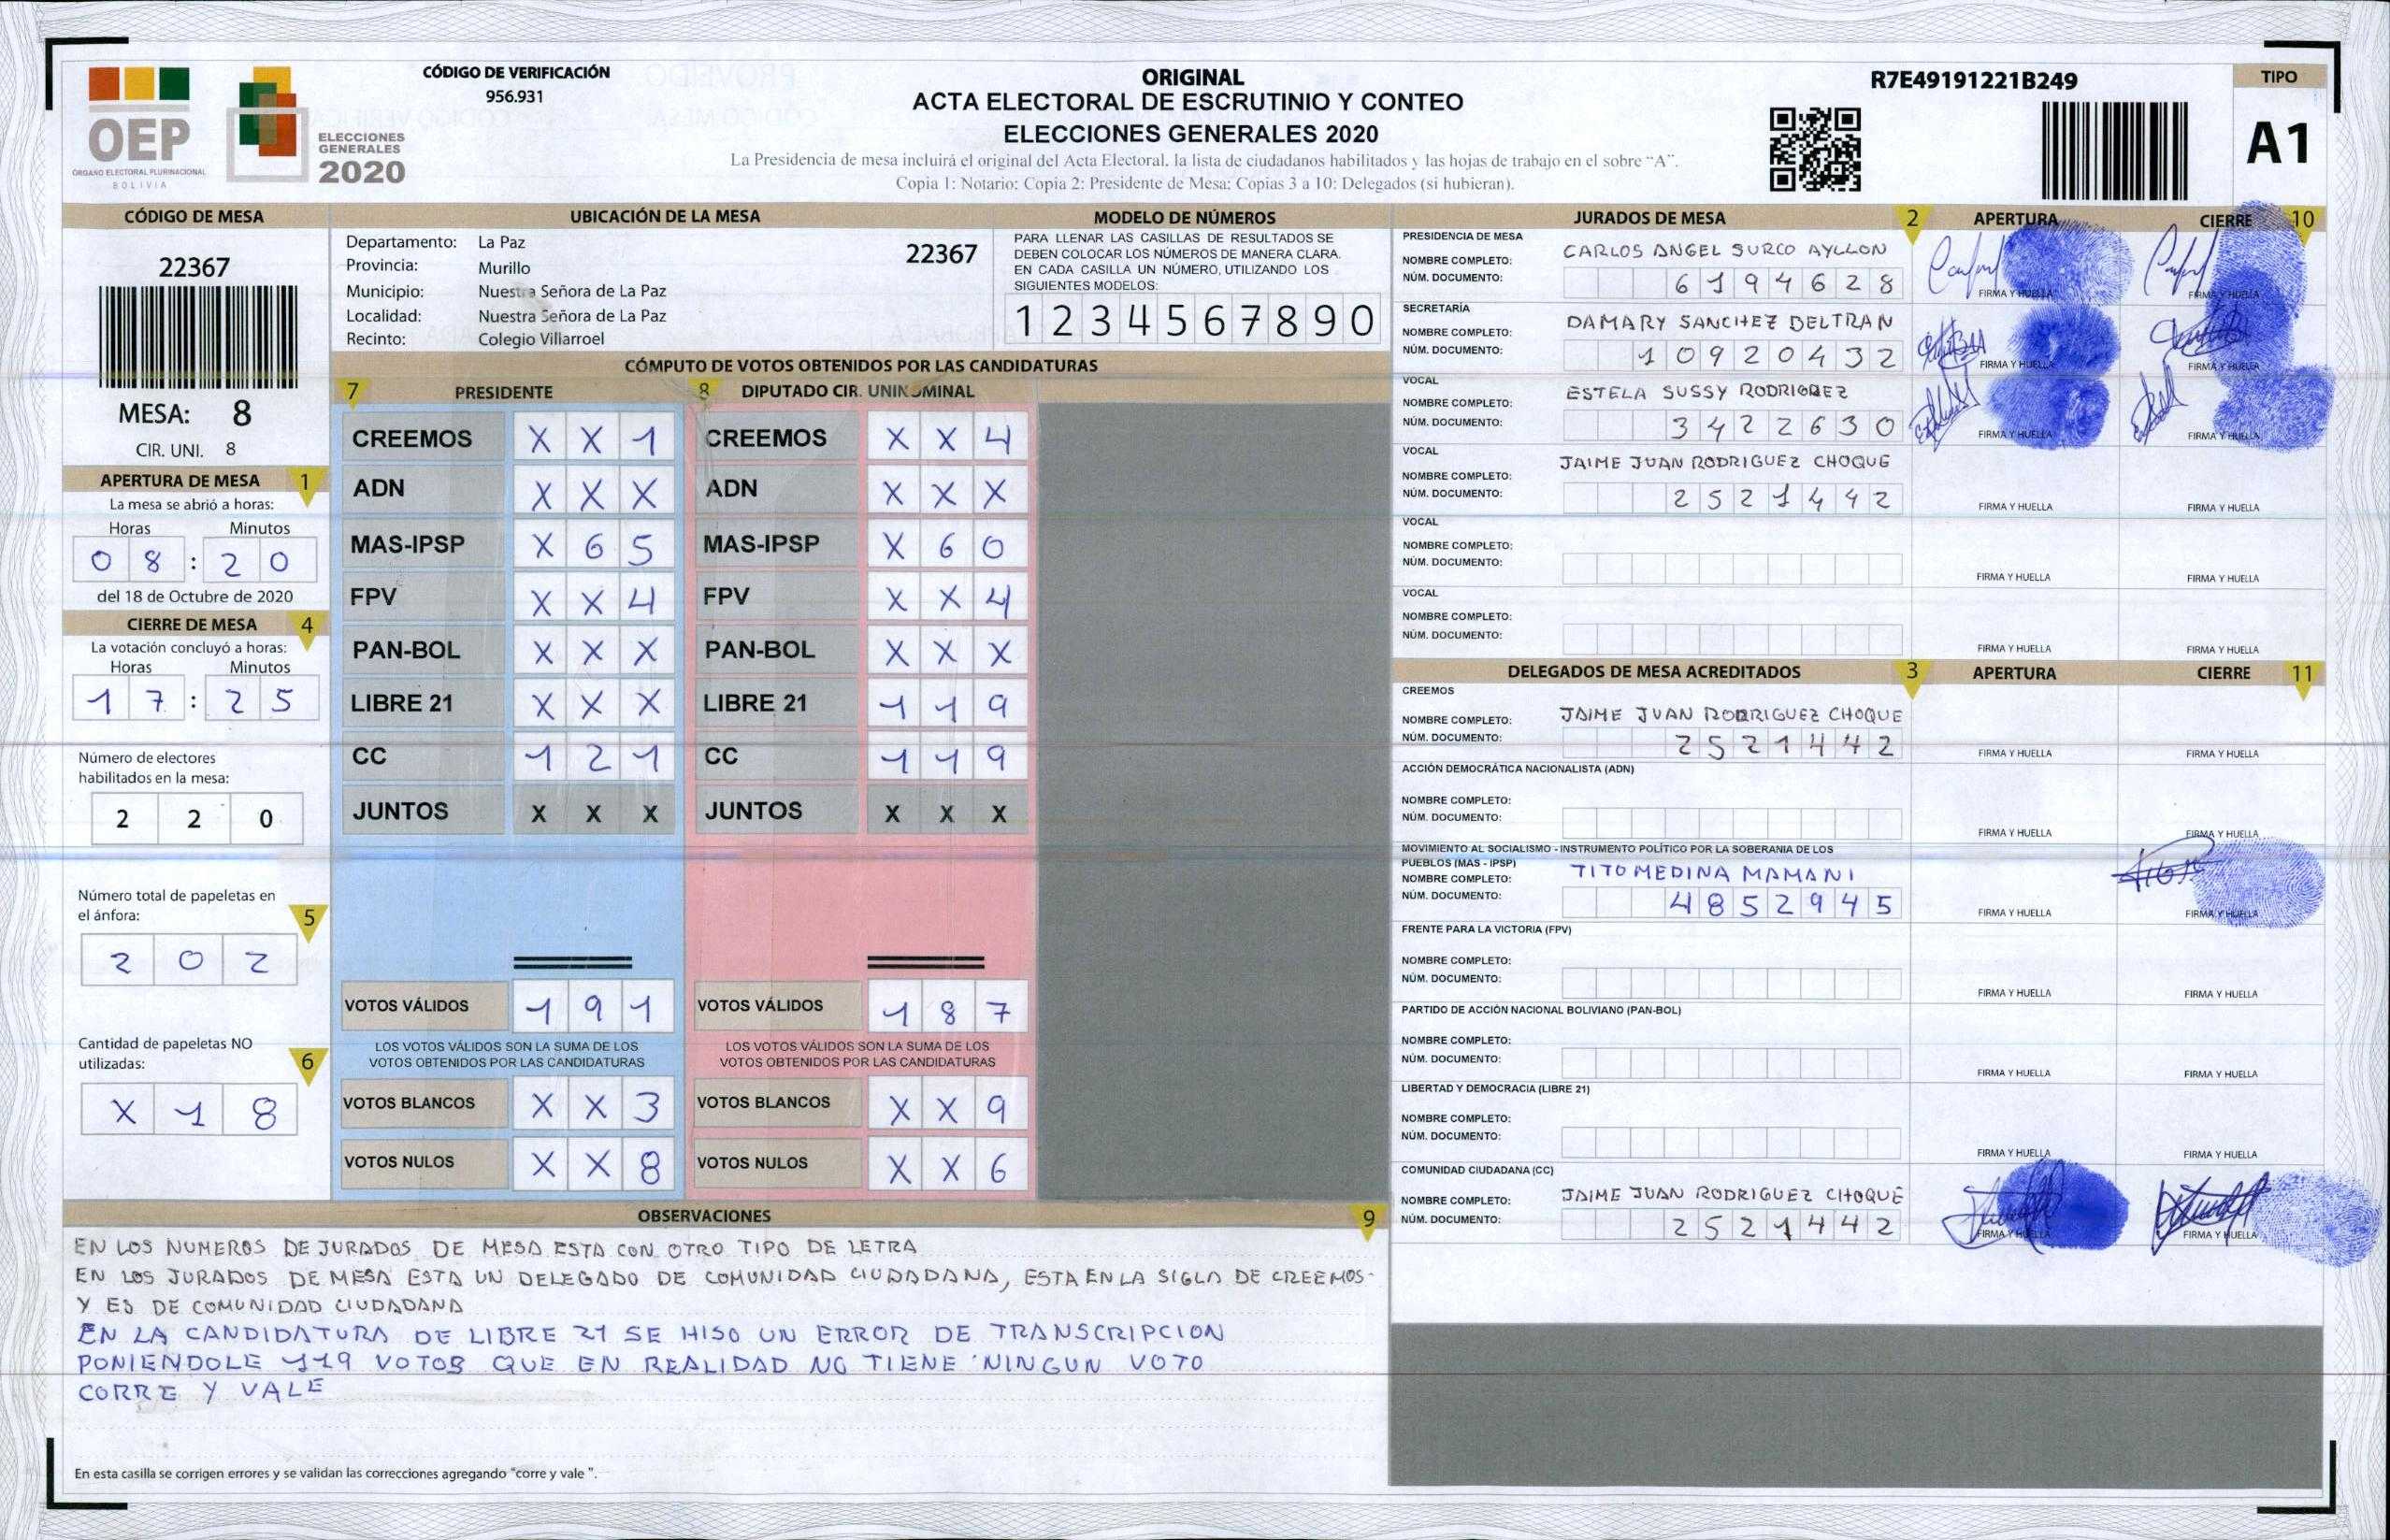 OEP
ÓRGANO ELECTORAL PLURINACIONAL
BOLIVIA
ELECCIONES
GENERALES
2020
CÓDIGO DE VERIFICACIÓN
956.931
ORIGINAL
ACTA ELECTORAL DE ESCRUTINIO Y CONTEO
ELECCIONES GENERALES 2020
La Presidencia de mesa incluirá el original del Acta Electoral, la lista de ciudadanos habilitados y las hojas de trabajo en el sobre "A".
Copia 1: Notario: Copia 2: Presidente de Mesa: Copias 3 a 10: Delegados (si hubieran).
R7E49191221B249
TIPO
A1
CÓDIGO DE MESA
22367
MESA: 8
CIR. UNI. 8
APERTURA DE MESA 1
La mesa se abrió a horas:
Horas Minutos
0 8 : 2 0
del 18 de Octubre de 2020
CIERRE DE MESA 4
La votación concluyó a horas:
Horas Minutos
1 7 : 2 5
Número de electores
habilitados en la mesa:
2 2 0
Número total de papeletas en
el ánfora: 5
2 0 2
Cantidad de papeletas NO
utilizadas: 6
X 1 8
UBICACIÓN DE LA MESA
Departamento: La Paz 22367
Provincia: Murillo
Municipio: Nuestra Señora de La Paz
Localidad: Nuestra Señora de La Paz
Recinto: Colegio Villarroel
MODELO DE NÚMEROS
PARA LLENAR LAS CASILLAS DE RESULTADOS SE
DEBEN COLOCAR LOS NÚMEROS DE MANERA CLARA.
EN CADA CASILLA UN NÚMERO, UTILIZANDO LOS
SIGUIENTES MODELOS:
1 2 3 4 5 6 7 8 9 0
CÓMPUTO DE VOTOS OBTENIDOS POR LAS CANDIDATURAS
7 PRESIDENTE 8 DIPUTADO CIR. UNINOMINAL
CREEMOS X X 1 CREEMOS X X 4
ADN X X X ADN X X X
MAS-IPSP X 6 5 MAS-IPSP X 6 0
FPV X X 4 FPV X X 4
PAN-BOL X X X PAN-BOL X X X
LIBRE 21 X X X LIBRE 21 1 1 9
CC 1 2 1 CC 1 1 9
JUNTOS X X X JUNTOS X X X
VOTOS VÁLIDOS 1 9 1 VOTOS VÁLIDOS 1 8 7
LOS VOTOS VÁLIDOS SON LA SUMA DE LOS LOS VOTOS VÁLIDOS SON LA SUMA DE LOS
VOTOS OBTENIDOS POR LAS CANDIDATURAS VOTOS OBTENIDOS POR LAS CANDIDATURAS
VOTOS BLANCOS X X 3 VOTOS BLANCOS X X 9
VOTOS NULOS X X 8 VOTOS NULOS X X 6
JURADOS DE MESA 2 APERTURA CIERRE 10
PRESIDENCIA DE MESA
NOMBRE COMPLETO: CARLOS ANGEL SURCO AYLLON
NÚM. DOCUMENTO: 6 1 9 4 6 2 8 FIRMA Y HUELLA FIRMA Y HUELLA
SECRETARÍA
NOMBRE COMPLETO: DAMARY SANCHEZ BELTRAN
NÚM. DOCUMENTO: 1 0 9 2 0 4 3 2 FIRMA Y HUELLA FIRMA Y HUELLA
VOCAL
NOMBRE COMPLETO: ESTELA SUSSY RODRIGREZ
NÚM. DOCUMENTO: 3 4 2 2 6 3 0 FIRMA Y HUELLA FIRMA Y HUELLA
VOCAL
NOMBRE COMPLETO: JAIME JUAN RODRIGUEZ CHOQUE
NÚM. DOCUMENTO: 2 5 2 1 4 4 2 FIRMA Y HUELLA FIRMA Y HUELLA
VOCAL
NOMBRE COMPLETO:
NÚM. DOCUMENTO: FIRMA Y HUELLA FIRMA Y HUELLA
VOCAL
NOMBRE COMPLETO:
NÚM. DOCUMENTO: FIRMA Y HUELLA FIRMA Y HUELLA
DELEGADOS DE MESA ACREDITADOS 3 APERTURA CIERRE 11
CREEMOS
NOMBRE COMPLETO: JAIME JUAN RODRIGUEZ CHOQUE
NÚM. DOCUMENTO: 2 5 2 1 4 4 2 FIRMA Y HUELLA FIRMA Y HUELLA
ACCIÓN DEMOCRÁTICA NACIONALISTA (ADN)
NOMBRE COMPLETO:
NÚM. DOCUMENTO: FIRMA Y HUELLA FIRMA Y HUELLA
MOVIMIENTO AL SOCIALISMO - INSTRUMENTO POLÍTICO POR LA SOBERANIA DE LOS
PUEBLOS (MAS - IPSP)
NOMBRE COMPLETO: TITO MEDINA MAMANI
NÚM. DOCUMENTO: 4 8 5 2 9 4 5 FIRMA Y HUELLA FIRMA Y HUELLA
FRENTE PARA LA VICTORIA (FPV)
NOMBRE COMPLETO:
NÚM. DOCUMENTO: FIRMA Y HUELLA FIRMA Y HUELLA
PARTIDO DE ACCIÓN NACIONAL BOLIVIANO (PAN-BOL)
NOMBRE COMPLETO:
NÚM. DOCUMENTO: FIRMA Y HUELLA FIRMA Y HUELLA
LIBERTAD Y DEMOCRACIA (LIBRE 21)
NOMBRE COMPLETO:
NÚM. DOCUMENTO: FIRMA Y HUELLA FIRMA Y HUELLA
COMUNIDAD CIUDADANA (CC)
NOMBRE COMPLETO: JAIME JUAN RODRIGUEZ CHOQUE
NÚM. DOCUMENTO: 2 5 2 1 4 4 2 FIRMA Y HUELLA FIRMA Y HUELLA
OBSERVACIONES 9
EN LOS NUMEROS DE JURADOS DE MESA ESTA CON OTRO TIPO DE LETRA
EN LOS JURADOS DE MESA ESTA UN DELEGADO DE COMUNIDAD CIUDADANA, ESTA EN LA SIGLA DE CREEMOS-
Y ES DE COMUNIDAD CIUDADANA
EN LA CANDIDATURA DE LIBRE 21 SE HISO UN ERROR DE TRANSCRIPCION
PONIENDOLE 119 VOTOS QUE EN REALIDAD NO TIENE NINGUN VOTO
CORRE Y VALE
En esta casilla se corrigen errores y se validan las correcciones agregando "corre y vale ".